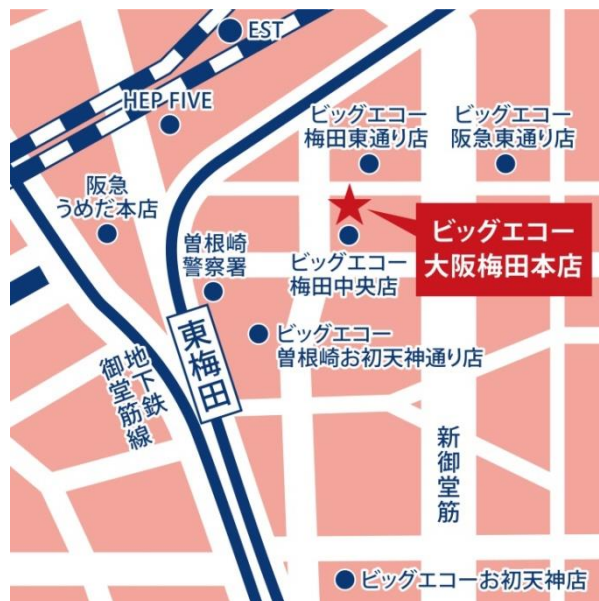 EST
HEP FIVE
ビッグエコー
梅田東通り店
ビッグエコー
阪急東通り店
阪急
うめだ本店
曽根崎
警察署
ビッグエコー
梅田中央店
ビッグエコー
大阪梅田本店
東梅田
ビッグエコー
曽根崎お初天神通り店
地下鉄
御堂筋線
新御堂筋
ビッグエコーお初天神店